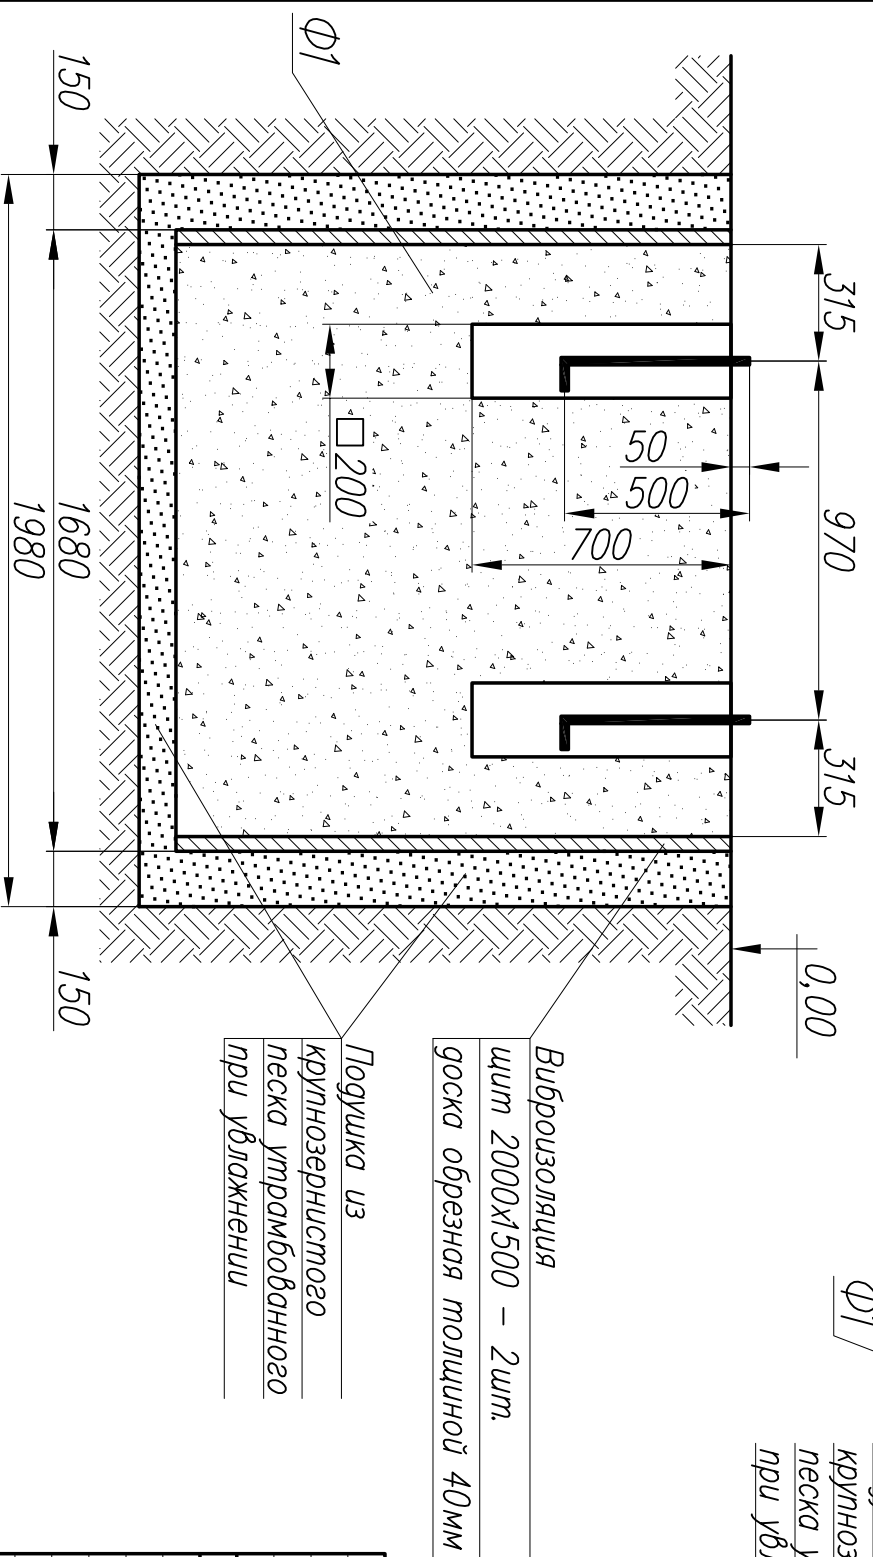 Ф1
315
970
315
0,00
50
500
700
□200
150
1680
150
1980
Виброизоляция
щит 2000х1500 - 2шт.
доска обрезная толщиной 40мм
Подушка из
крупнозернистого
песка утрамбованного
при увлажнении
Ф1
крупноз
песка у
при увл